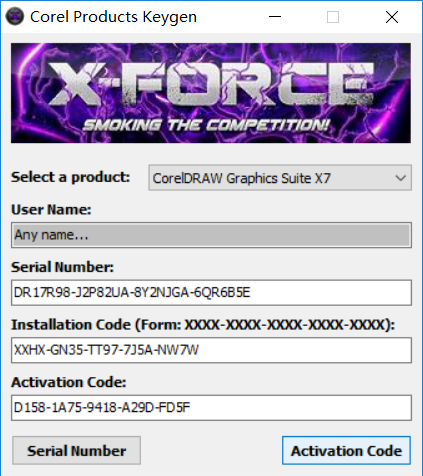 Corel Products Keygen
X-FORCE
SMOKING THE COMPETITION!
Select a product: CorelDRAW Graphics Suite X7
User Name:
Any name...
Serial Number:
DR17R98-J2P82UA-8Y2NJGA-6QR6B5E
Installation Code (Form: XXXX-XXXX-XXXX-XXXX-XXXX):
XXHX-GN35-TT97-7J5A-NW7W
Activation Code:
D158-1A75-9418-A29D-FD5F
Serial Number Activation Code